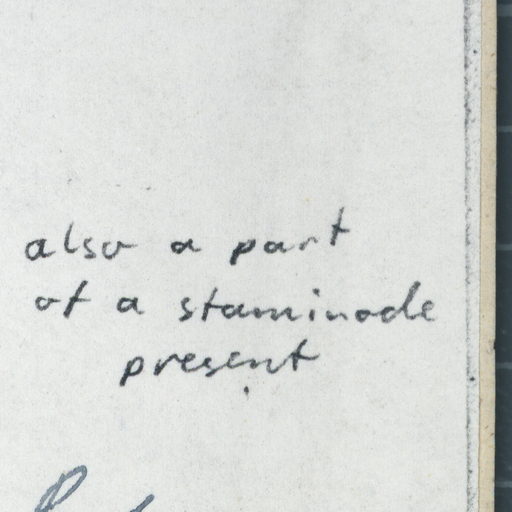 also a part
of a staminode
present